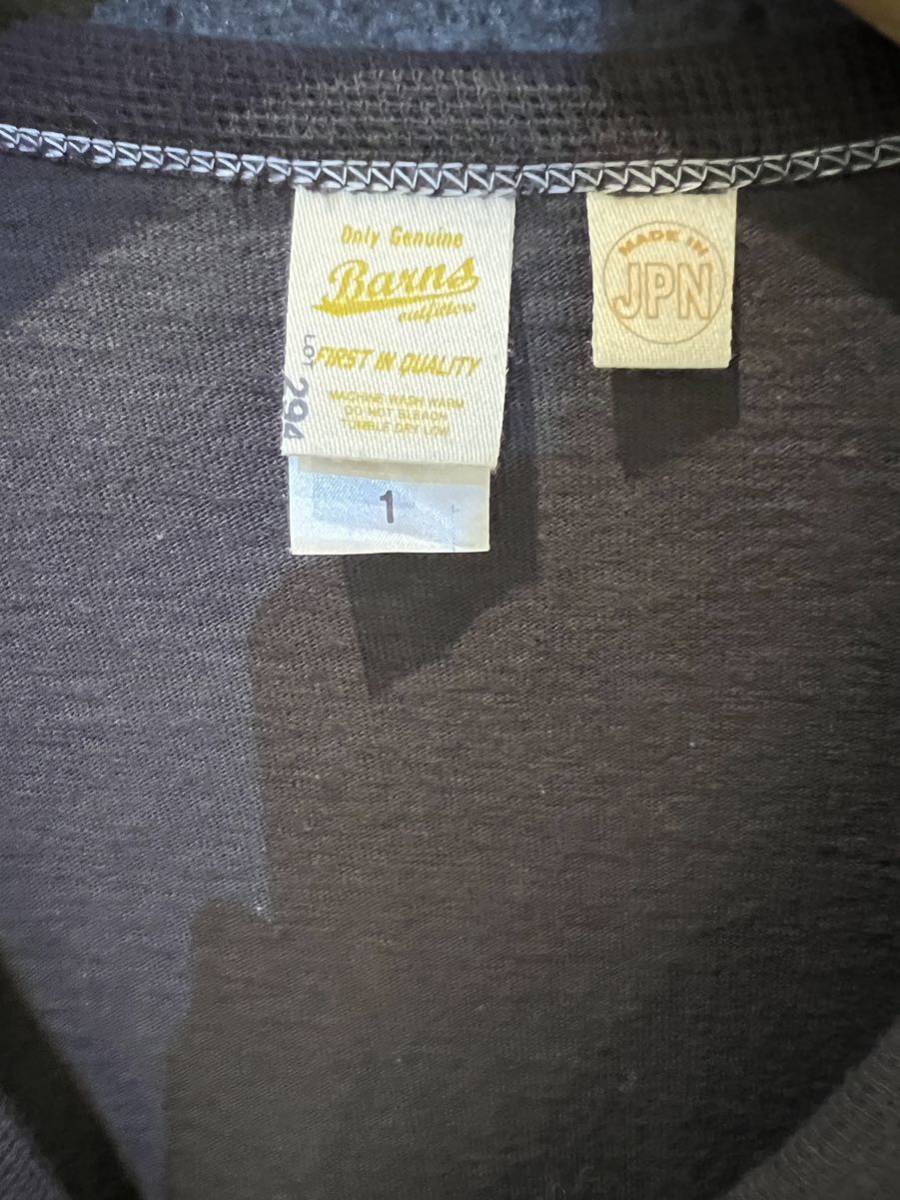 Only Genuine
Barns
outfitters
FIRST IN QUALITY
MACHINE WASH WARM
DO NOT BLEACH
TUMBLE DRY LOW
LOT 294
1
MADE IN
JPN